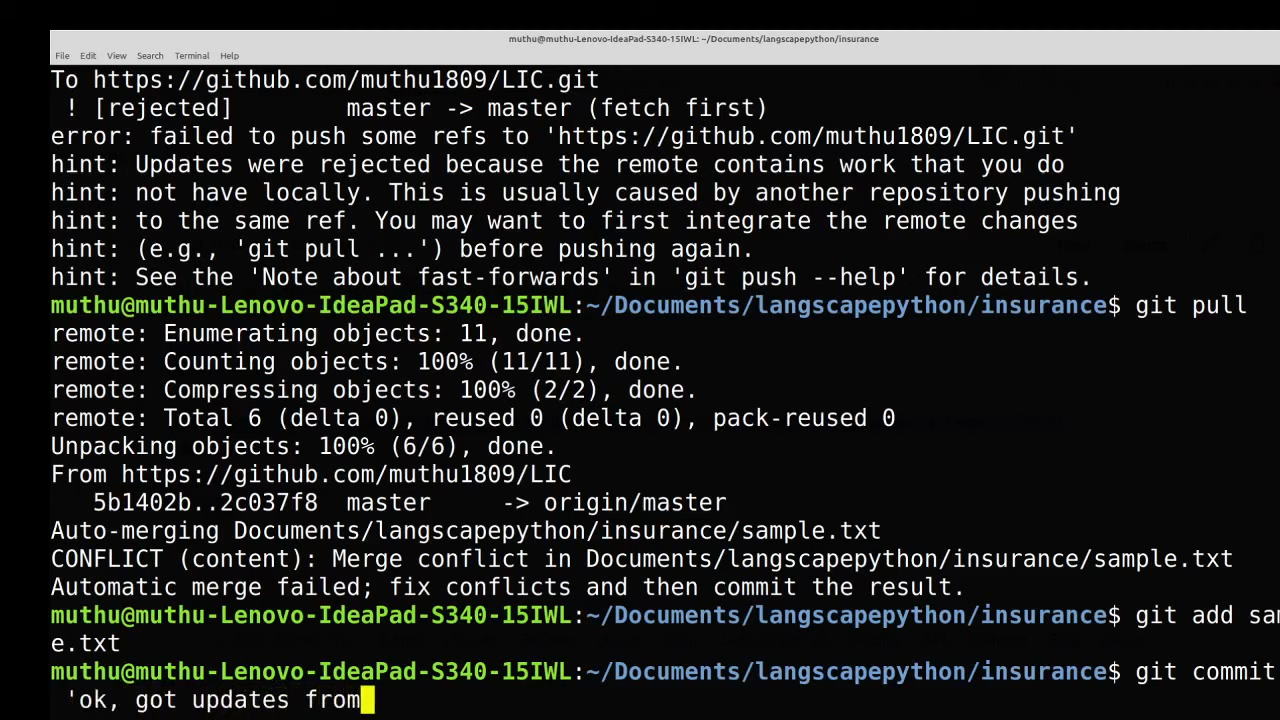 muthu@muthu-Lenovo-IdeaPad-S340-15IWL: ~/Documents/langscapepython/insurance
File Edit View Search Terminal Help
To https://github.com/muthu1809/LIC.git
 ! [rejected]        master -> master (fetch first)
error: failed to push some refs to 'https://github.com/muthu1809/LIC.git'
hint: Updates were rejected because the remote contains work that you do
hint: not have locally. This is usually caused by another repository pushing
hint: to the same ref. You may want to first integrate the remote changes
hint: (e.g., 'git pull ...') before pushing again.
hint: See the 'Note about fast-forwards' in 'git push --help' for details.
muthu@muthu-Lenovo-IdeaPad-S340-15IWL:~/Documents/langscapepython/insurance$ git pull
remote: Enumerating objects: 11, done.
remote: Counting objects: 100% (11/11), done.
remote: Compressing objects: 100% (2/2), done.
remote: Total 6 (delta 0), reused 0 (delta 0), pack-reused 0
Unpacking objects: 100% (6/6), done.
From https://github.com/muthu1809/LIC
   5b1402b..2c037f8  master     -> origin/master
Auto-merging Documents/langscapepython/insurance/sample.txt
CONFLICT (content): Merge conflict in Documents/langscapepython/insurance/sample.txt
Automatic merge failed; fix conflicts and then commit the result.
muthu@muthu-Lenovo-IdeaPad-S340-15IWL:~/Documents/langscapepython/insurance$ git add sam
e.txt
muthu@muthu-Lenovo-IdeaPad-S340-15IWL:~/Documents/langscapepython/insurance$ git commit
 'ok, got updates from